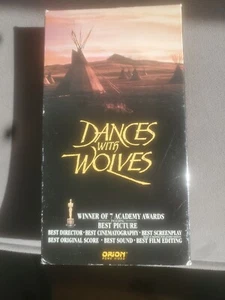 DANCES
WITH
WOLVES
WINNER OF 7 ACADEMY AWARDS
BEST PICTURE
BEST DIRECTOR • BEST CINEMATOGRAPHY • BEST SCREENPLAY
BEST ORIGINAL SCORE • BEST SOUND • BEST FILM EDITING
ORION